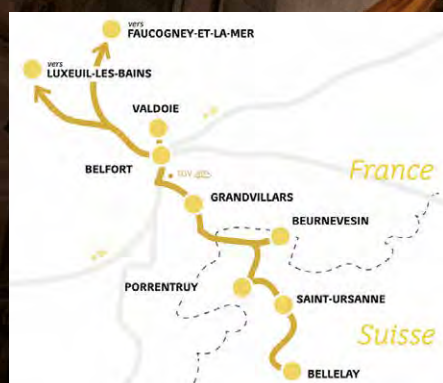 vers
FAUCOGNEY-ET-LA-MER
vers
LUXEUIL-LES-BAINS
VALDOIE
BELFORT
TGV
France
GRANDVILLARS
BEURNEVESIN
PORRENTRUY
SAINT-URSANNE
Suisse
BELLELAY